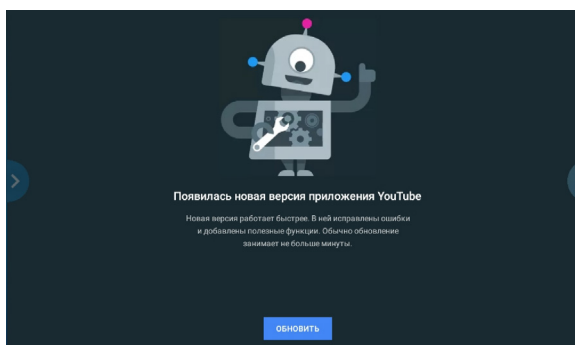 Появилась новая версия приложения YouTube
Новая версия работает быстрее. В ней исправлены ошибки
и добавлены полезные функции. Обычно обновление
занимает не больше минуты.
ОБНОВИТЬ